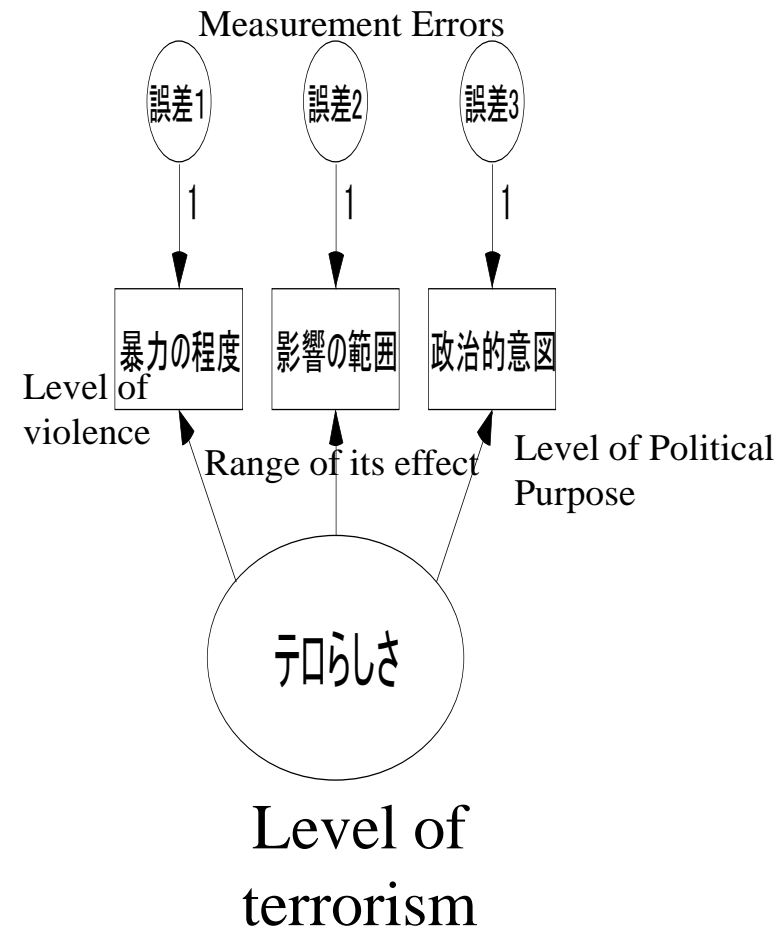 Measurement Errors
誤差1
誤差2
誤差3
1
1
1
暴力の程度
影響の範囲
政治的意図
Level of
violence
Range of its effect
Level of Political
Purpose
テロらしさ
Level of
terrorism